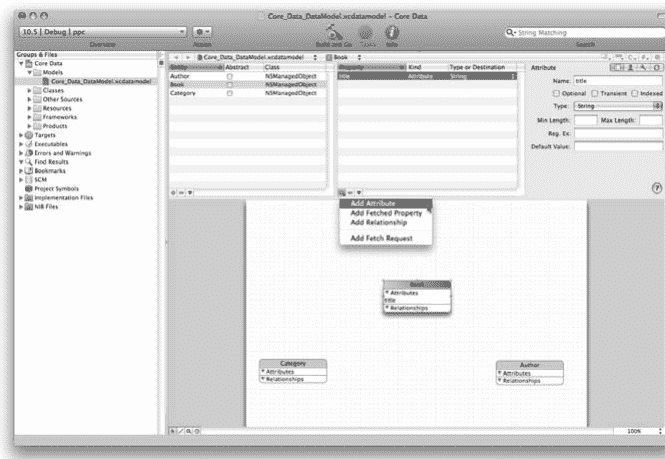 Core_Data_DataModel.xcdatamodel – Core Data
10.5 | Debug | ppc
String Matching
Overview
Action
Build and Go
Tasks
Info
Search
Groups & Files
Core Data
Models
Core_Data_DataModel.xcdatamodel
Classes
Other Sources
Resources
Frameworks
Products
Targets
Executables
Errors and Warnings
Find Results
Bookmarks
SCM
Project Symbols
Implementation Files
NIB Files
Core_Data_DataModel.xcdatamodel
Book
Entity
Abstract
Class
Author
NSManagedObject
Book
NSManagedObject
Category
NSManagedObject
Property
Kind
Type or Destination
title
Attribute
String
Attribute
Name: title
Optional
Transient
Indexed
Type: String
Min Length:
Max Length:
Reg. Ex:
Default Value:
Add Attribute
Add Fetched Property
Add Relationship
Add Fetch Request
Book
Attributes
title
Relationships
Category
Attributes
Relationships
Author
Attributes
Relationships
100%